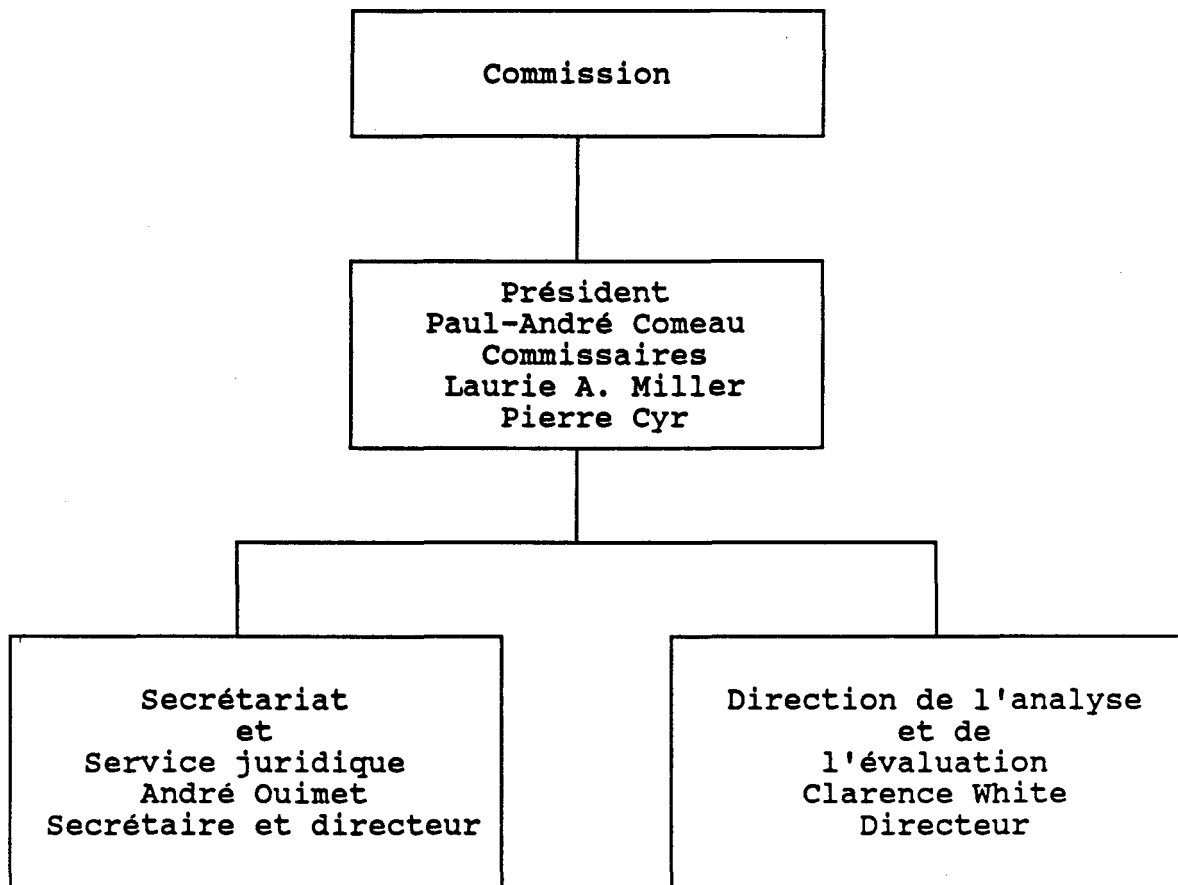 Commission
Président
Paul-André Comeau
Commissaires
Laurie A. Miller
Pierre Cyr
Secrétariat
et
Service juridique
André Ouimet
Secrétaire et directeur
Direction de l'analyse
et de
l'évaluation
Clarence White
Directeur